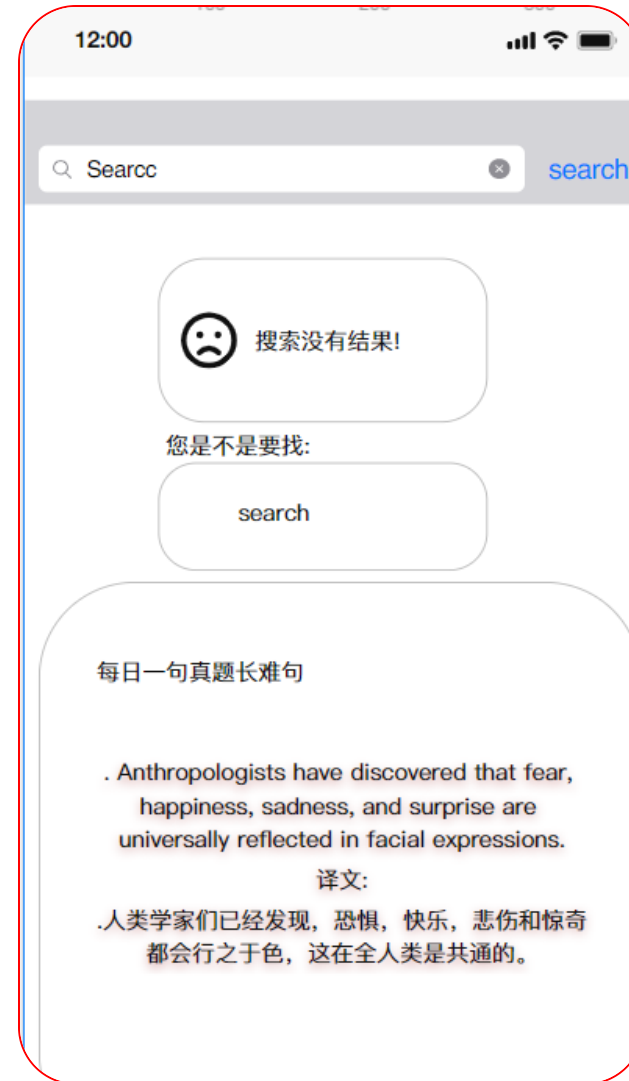 12:00
Searcc
search
搜索没有结果!
您是不是要找:
search
每日一句真题长难句
. Anthropologists have discovered that fear,
happiness, sadness, and surprise are
universally reflected in facial expressions.
译文:
.人类学家们已经发现，恐惧，快乐，悲伤和惊奇
都会行之于色，这在全人类是共通的。